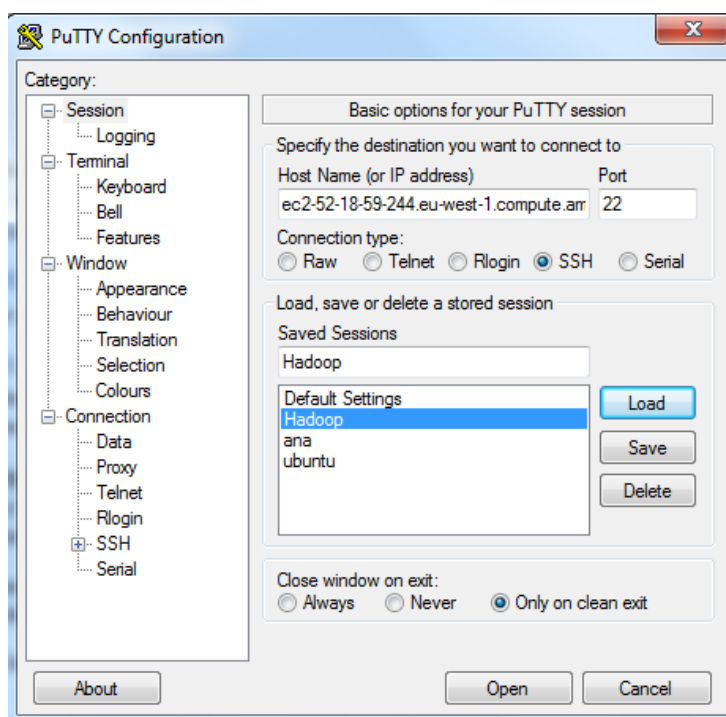 PuTTY Configuration
Category:
Session
Logging
Terminal
Keyboard
Bell
Features
Window
Appearance
Behaviour
Translation
Selection
Colours
Connection
Data
Proxy
Telnet
Rlogin
SSH
Serial
Basic options for your PuTTY session
Specify the destination you want to connect to
Host Name (or IP address) Port
ec2-52-18-59-244.eu-west-1.compute.am 22
Connection type:
Raw Telnet Rlogin SSH Serial
Load, save or delete a stored session
Saved Sessions
Hadoop
Default Settings
Hadoop
ana
ubuntu
Load
Save
Delete
Close window on exit:
Always Never Only on clean exit
About Open Cancel